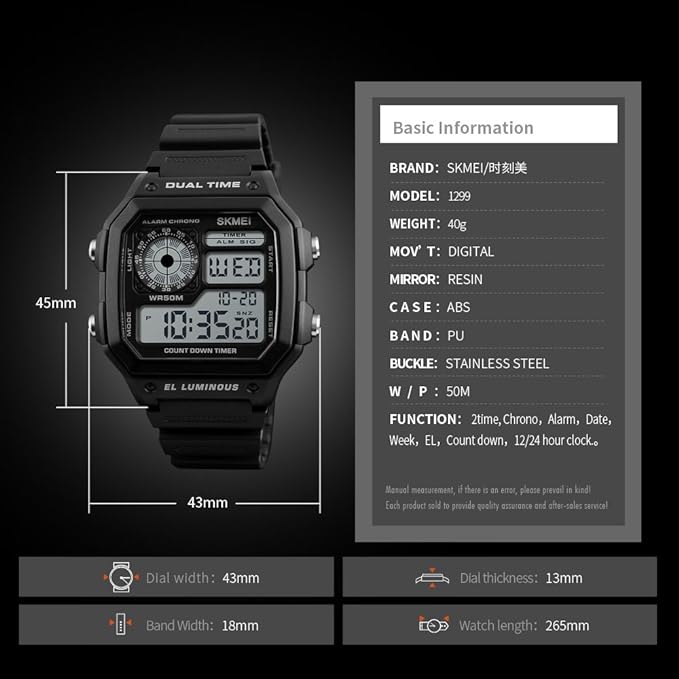 DUAL TIME
ALARM CHRONO SKMEI
TIMER
ALM SIG
LIGHT
START
WED
WR50M
10-20
P SNZ
10:35 20
MODE
RESET
COUNT DOWN TIMER
EL LUMINOUS
45mm
43mm
Basic Information
BRAND: SKMEI/时刻美
MODEL: 1299
WEIGHT: 40g
MOV'T: DIGITAL
MIRROR: RESIN
CASE: ABS
BAND: PU
BUCKLE: STAINLESS STEEL
W/P: 50M
FUNCTION: 2time, Chrono, Alarm, Date,
Week, EL, Count down, 12/24 hour clock.。
Manual measurement, if there is an error, please prevail in kind!
Each product sold to provide quality assurance and after-sales service!
Dial width: 43mm
Dial thickness: 13mm
Band Width: 18mm
Watch length: 265mm